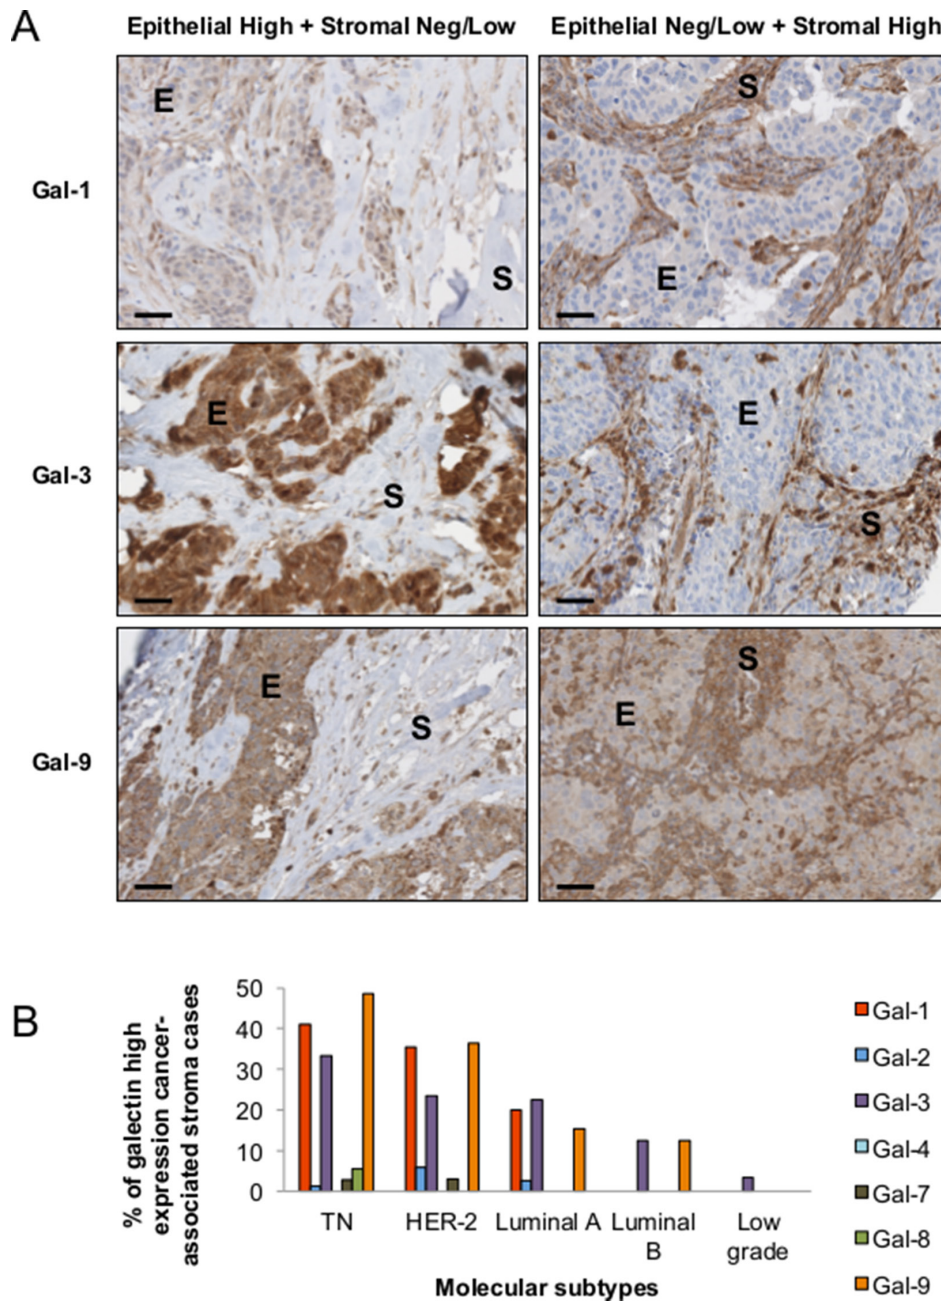 A
Epithelial High + Stromal Neg/Low
Epithelial Neg/Low + Stromal High
Gal-1
E
S
S
E
Gal-3
E
S
E
S
Gal-9
E
S
S
E
B
% of galectin high
expression cancer-
associated stroma cases
50
40
30
20
10
0
TN
HER-2
Luminal A
Luminal
B
Low
grade
Molecular subtypes
Gal-1
Gal-2
Gal-3
Gal-4
Gal-7
Gal-8
Gal-9